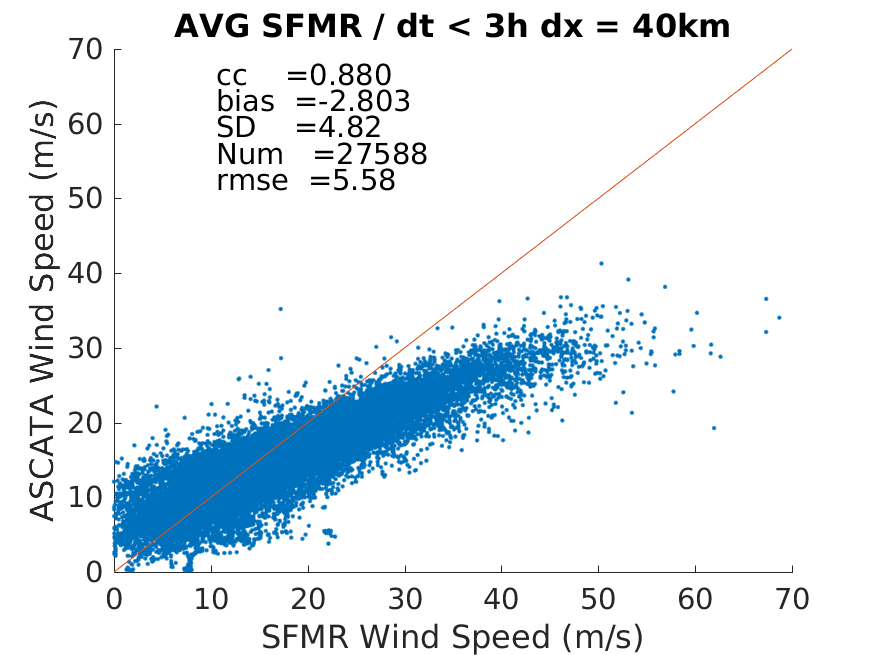 AVG SFMR / dt < 3h dx = 40km
cc =0.880
bias =-2.803
SD =4.82
Num =27588
rmse =5.58
70
60
50
40
30
20
10
0
ASCATA Wind Speed (m/s)
0 10 20 30 40 50 60 70
SFMR Wind Speed (m/s)